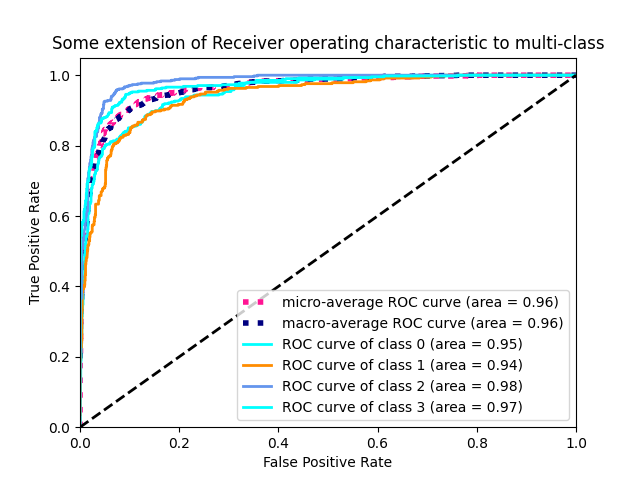 Some extension of Receiver operating characteristic to multi-class
1.0
0.8
0.6
0.4
0.2
0.0
True Positive Rate
micro-average ROC curve (area = 0.96)
macro-average ROC curve (area = 0.96)
ROC curve of class 0 (area = 0.95)
ROC curve of class 1 (area = 0.94)
ROC curve of class 2 (area = 0.98)
ROC curve of class 3 (area = 0.97)
0.0 0.2 0.4 0.6 0.8 1.0
False Positive Rate